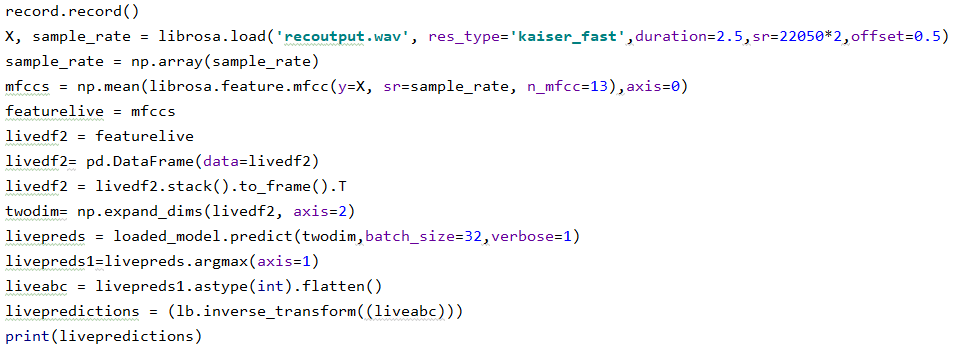 record.record()
X, sample_rate = librosa.load('recoutput.wav', res_type='kaiser_fast',duration=2.5,sr=22050*2,offset=0.5)
sample_rate = np.array(sample_rate)
mfccs = np.mean(librosa.feature.mfcc(y=X, sr=sample_rate, n_mfcc=13),axis=0)
featurelive = mfccs
livedf2 = featurelive
livedf2= pd.DataFrame(data=livedf2)
livedf2 = livedf2.stack().to_frame().T
twodim= np.expand_dims(livedf2, axis=2)
livepreds = loaded_model.predict(twodim,batch_size=32,verbose=1)
livepreds1=livepreds.argmax(axis=1)
liveabc = livepreds1.astype(int).flatten()
livepredictions = (lb.inverse_transform((liveabc)))
print(livepredictions)